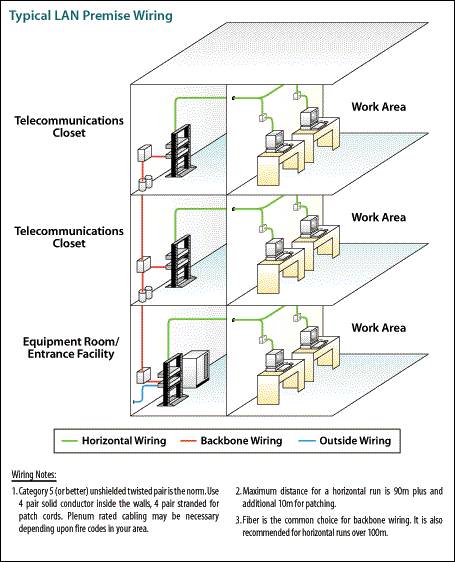 Typical LAN Premise Wiring
Telecommunications
Closet
Work Area
Telecommunications
Closet
Work Area
Equipment Room/
Entrance Facility
Work Area
Horizontal Wiring
Backbone Wiring
Outside Wiring
Wiring Notes:
1. Category 5 (or better) unshielded twisted pair is the norm. Use
4 pair solid conductor inside the walls, 4 pair stranded for
patch cords. Plenum rated cabling may be necessary
depending upon fire codes in your area.
2. Maximum distance for a horizontal run is 90m plus and
additional 10m for patching.
3. Fiber is the common choice for backbone wiring. It is also
recommended for horizontal runs over 100m.